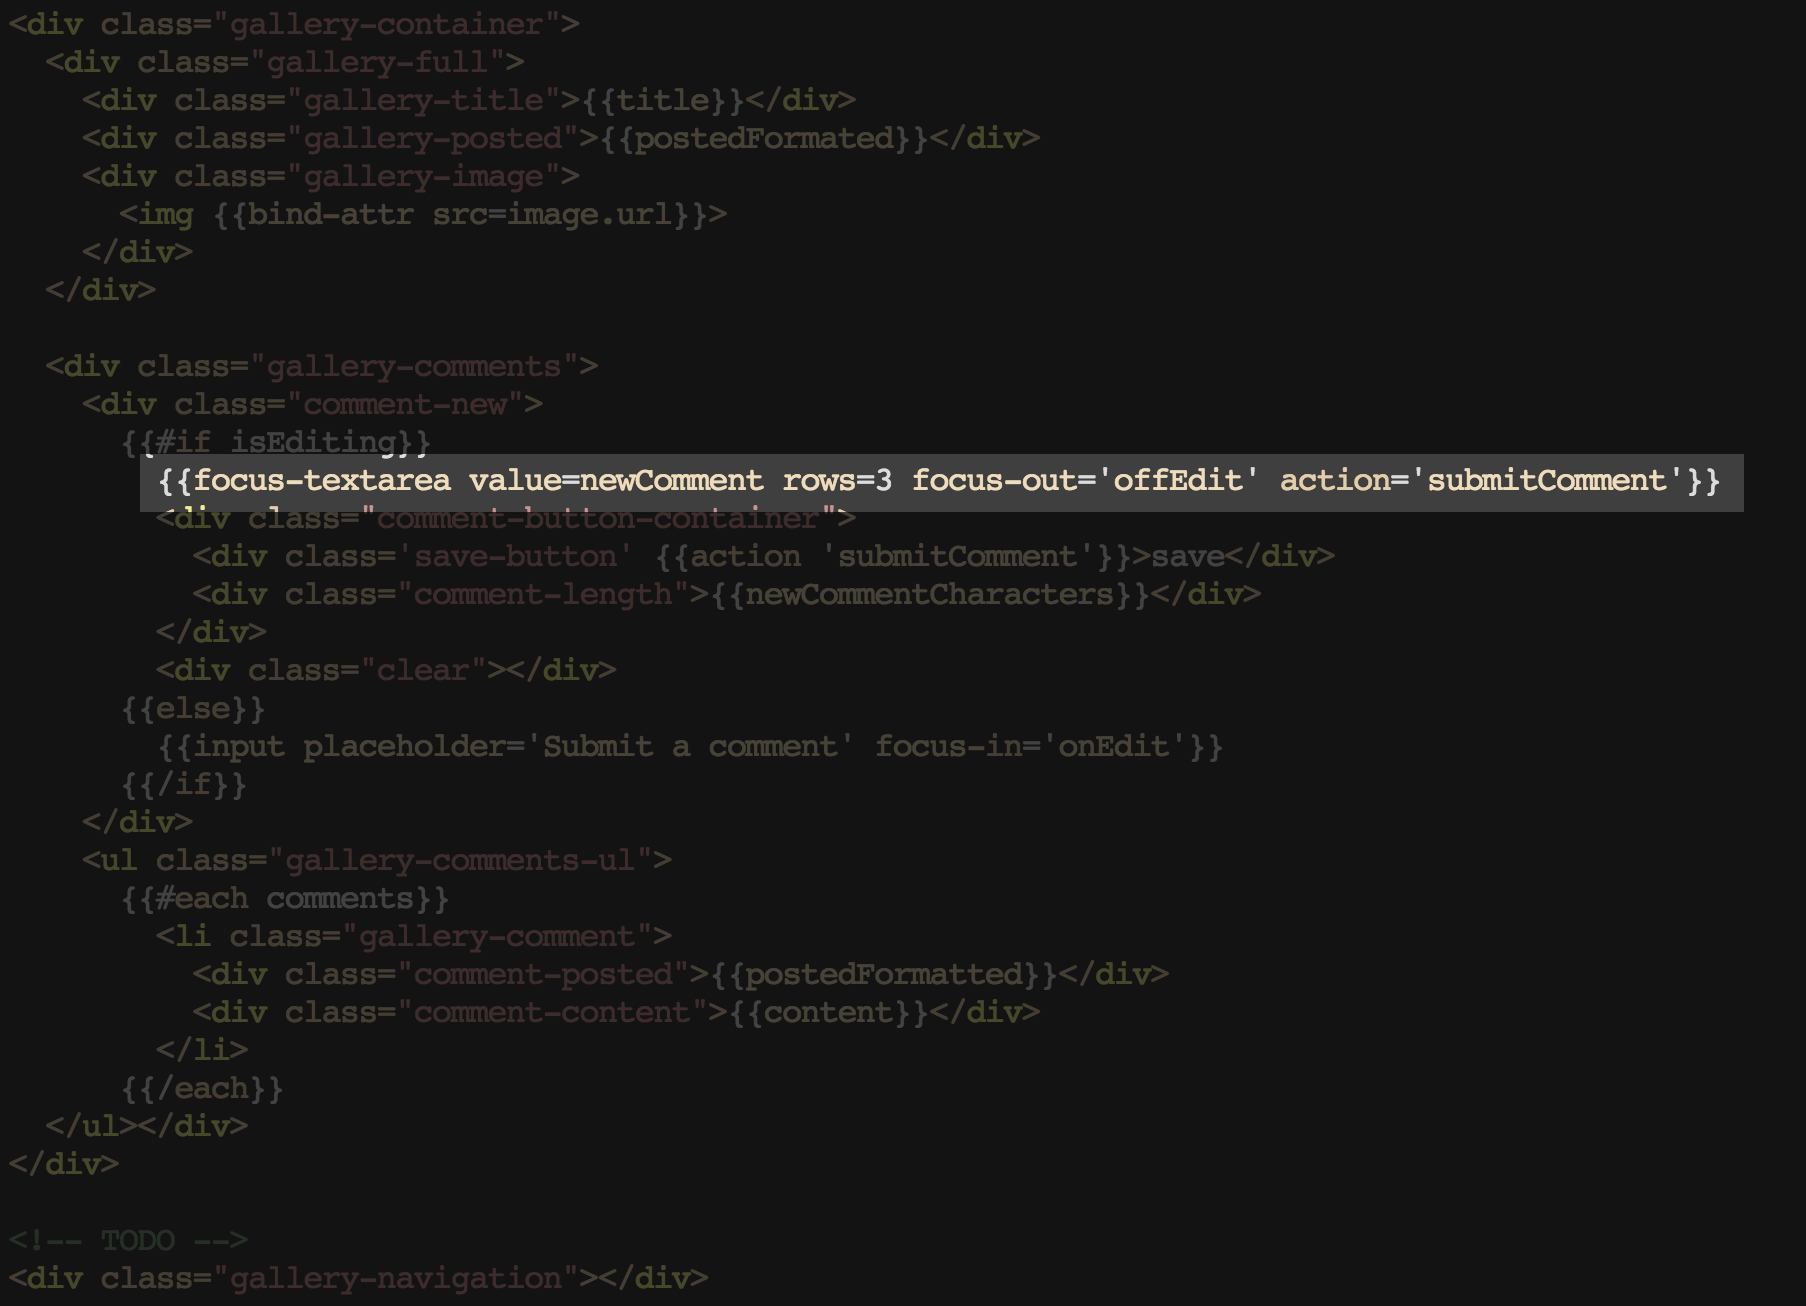 <div class="gallery-container">
  <div class="gallery-full">
    <div class="gallery-title">{{title}}</div>
    <div class="gallery-posted">{{postedFormated}}</div>
    <div class="gallery-image">
      <img {{bind-attr src=image.url}}>
    </div>
  </div>

  <div class="gallery-comments">
    <div class="comment-new">
      {{#if isEditing}}
        {{focus-textarea value=newComment rows=3 focus-out='offEdit' action='submitComment'}}
        <div class="comment-button-container">
          <div class='save-button' {{action 'submitComment'}}>save</div>
          <div class="comment-length">{{newCommentCharacters}}</div>
        </div>
        <div class="clear"></div>
      {{else}}
        {{input placeholder='Submit a comment' focus-in='onEdit'}}
      {{/if}}
    </div>
    <ul class="gallery-comments-ul">
      {{#each comments}}
        <li class="gallery-comment">
          <div class="comment-posted">{{postedFormatted}}</div>
          <div class="comment-content">{{content}}</div>
        </li>
      {{/each}}
  </ul></div>
</div>

<!-- TODO -->
<div class="gallery-navigation"></div>